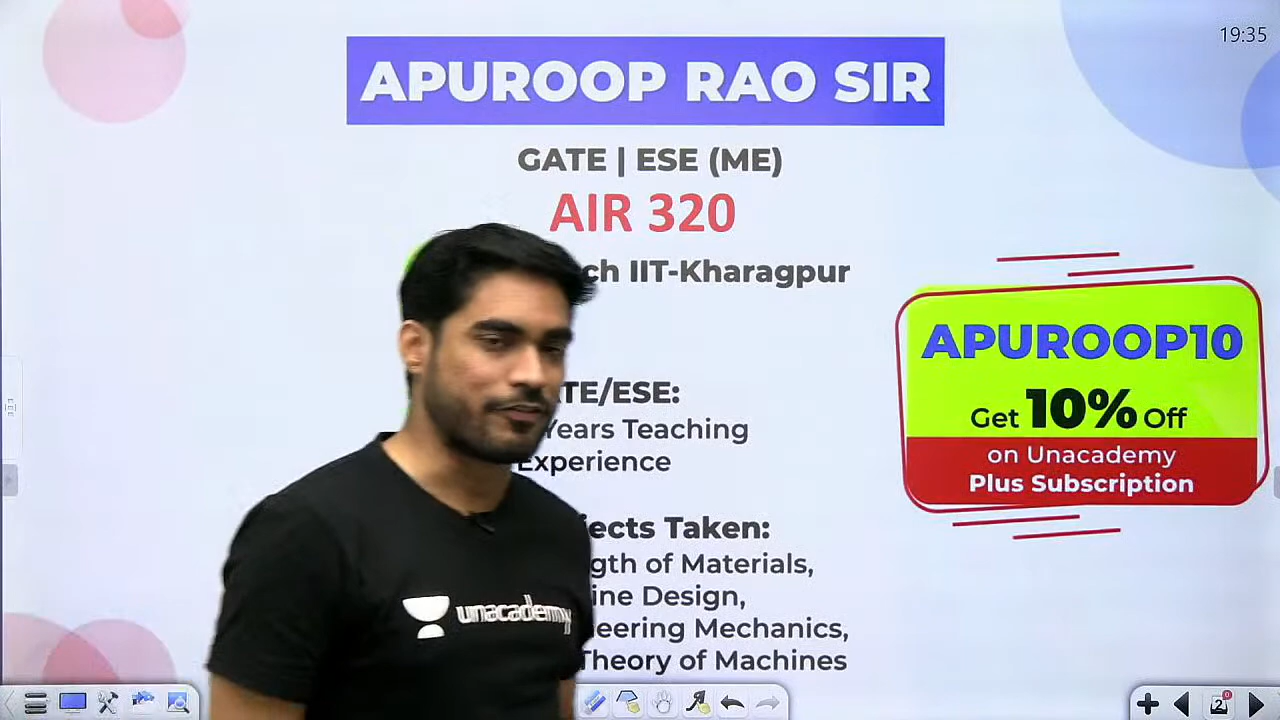 19:35
APUROOP RAO SIR
GATE | ESE (ME)
AIR 320
ch IIT-Kharagpur
APUROOP10
Get 10% Off
on Unacademy
Plus Subscription
TE/ESE:
Years Teaching
Experience
jects Taken:
gth of Materials,
ine Design,
eering Mechanics,
Theory of Machines
unacademy
2
0